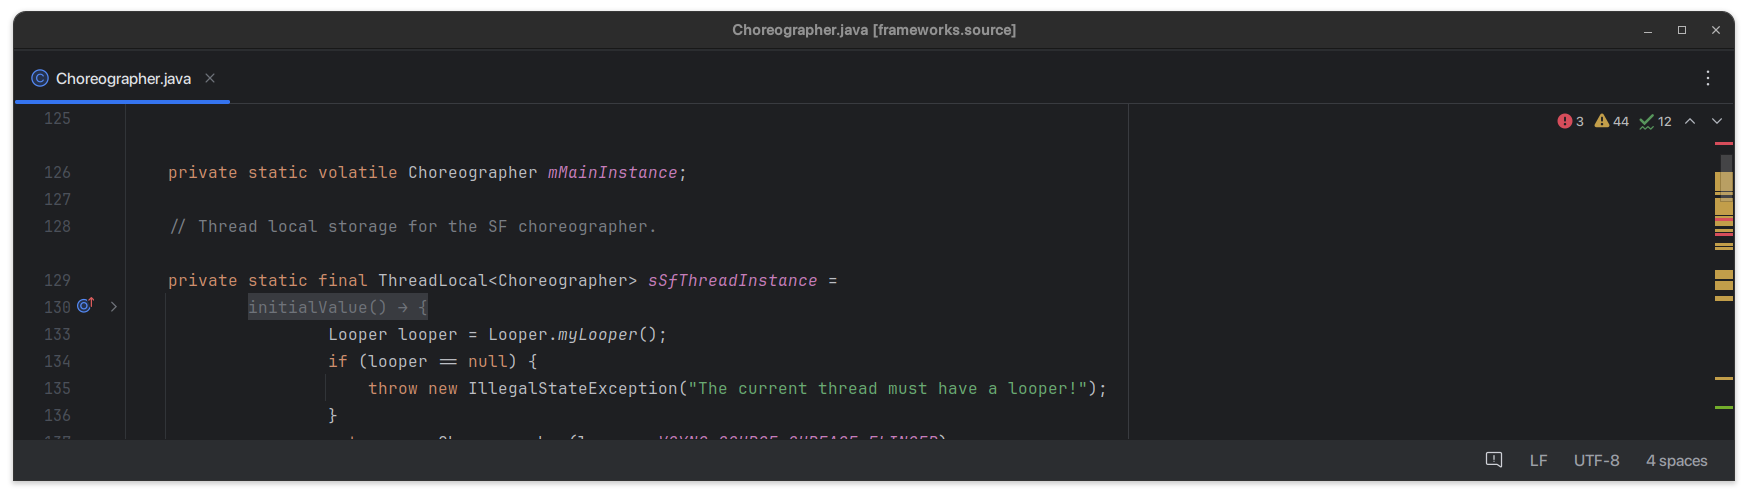 Choreographer.java [frameworks.source]
Choreographer.java
3 44 12
125
126 private static volatile Choreographer mMainInstance;
127
128 // Thread local storage for the SF choreographer.
129 private static final ThreadLocal<Choreographer> sSfThreadInstance =
130 initialValue() → {
133 Looper looper = Looper.myLooper();
134 if (looper == null) {
135 throw new IllegalStateException("The current thread must have a looper!");
136 }
LF UTF-8 4 spaces